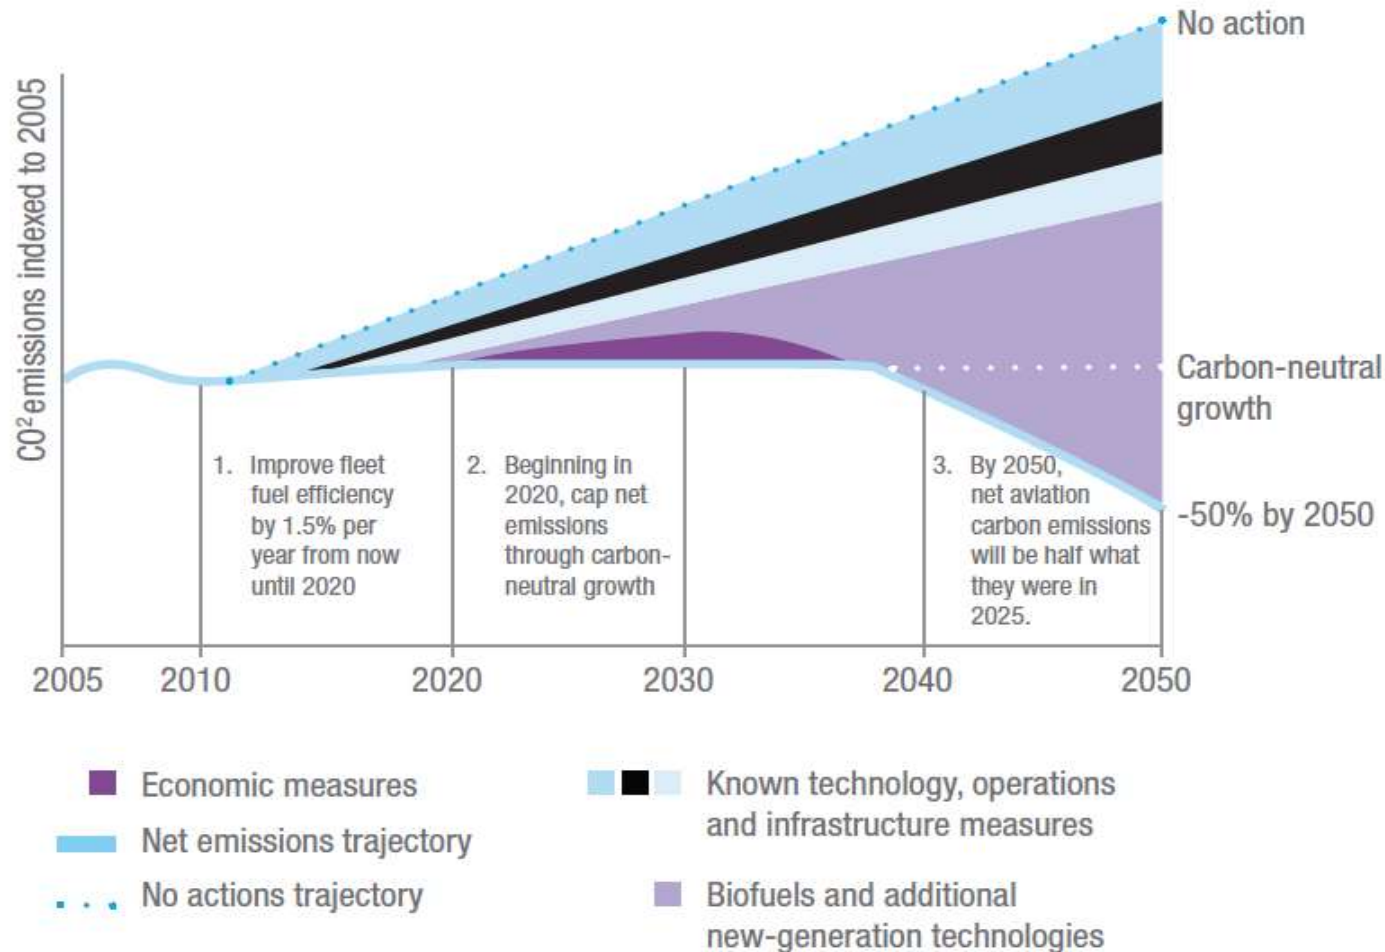 No action
CO² emissions indexed to 2005
Carbon-neutral
growth
-50% by 2050
1. Improve fleet
fuel efficiency
by 1.5% per
year from now
until 2020
2. Beginning in
2020, cap net
emissions
through carbon-
neutral growth
3. By 2050,
net aviation
carbon emissions
will be half what
they were in
2025.
2005 2010 2020 2030 2040 2050
Economic measures
Net emissions trajectory
No actions trajectory
Known technology, operations
and infrastructure measures
Biofuels and additional
new-generation technologies